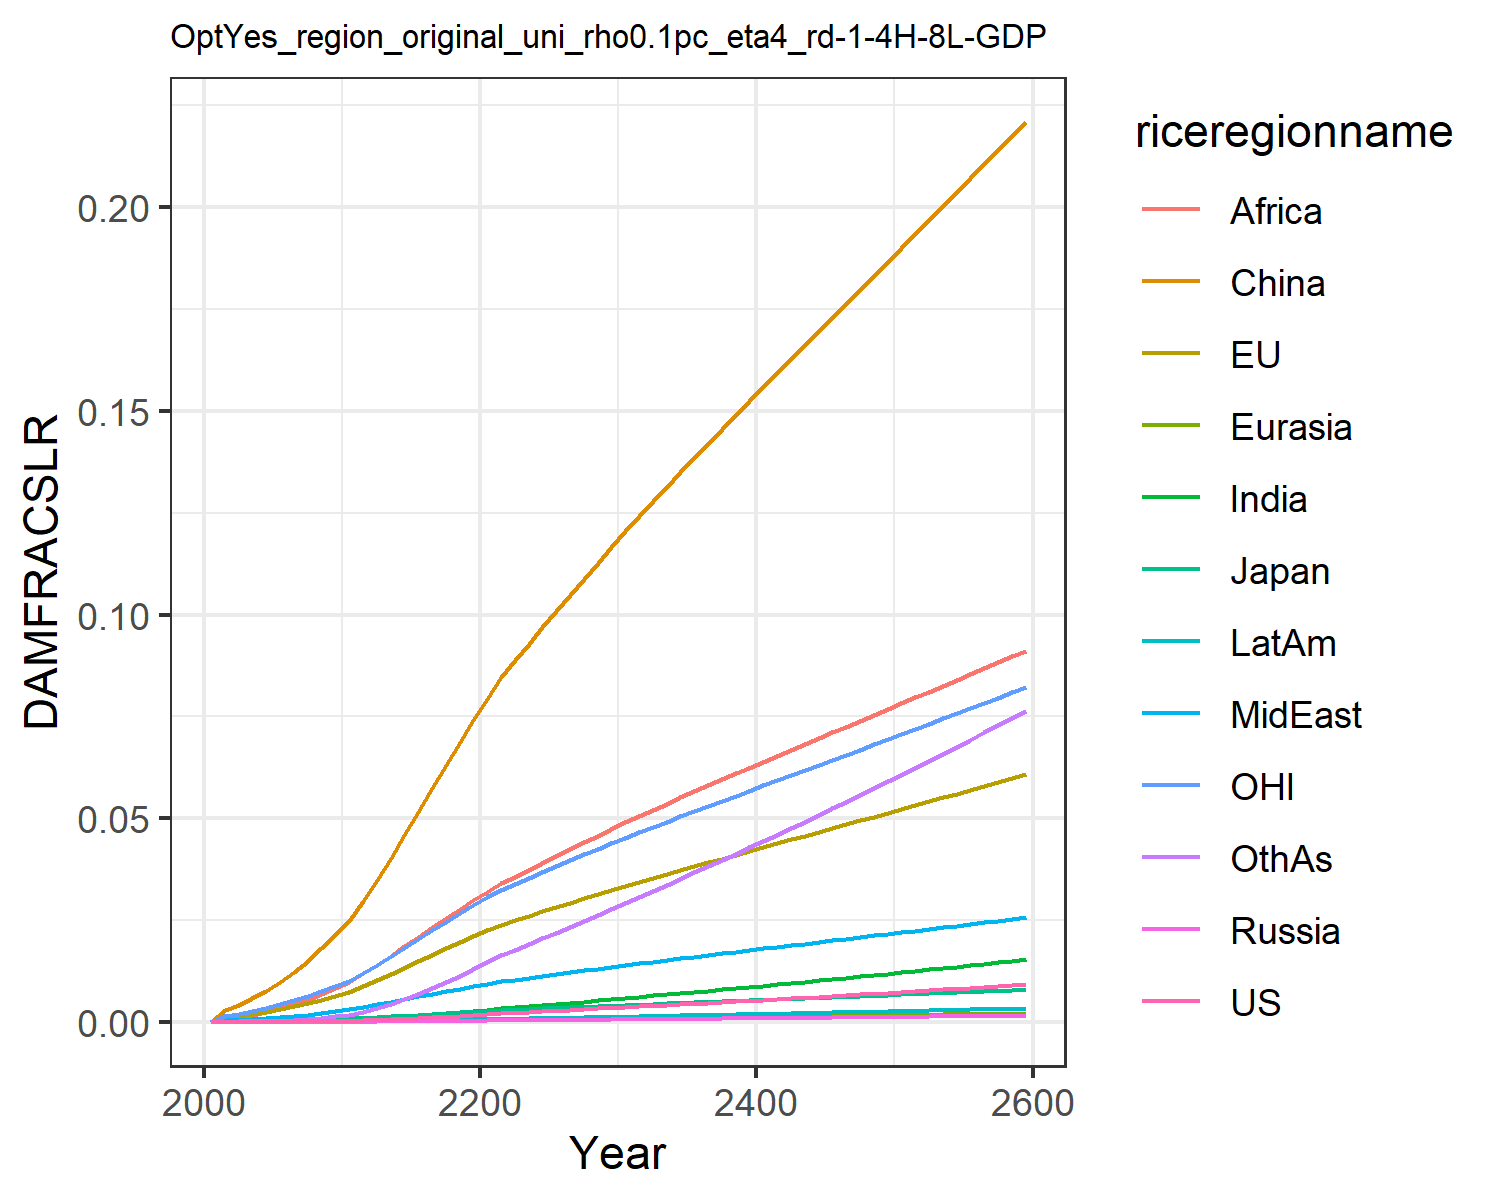 OptYes_region_original_uni_rho0.1pc_eta4_rd-1-4H-8L-GDP
DAMFRACSLR
0.20
0.15
0.10
0.05
0.00
2000
2200
2400
2600
Year
riceregionname
Africa
China
EU
Eurasia
India
Japan
LatAm
MidEast
OHI
OthAs
Russia
US